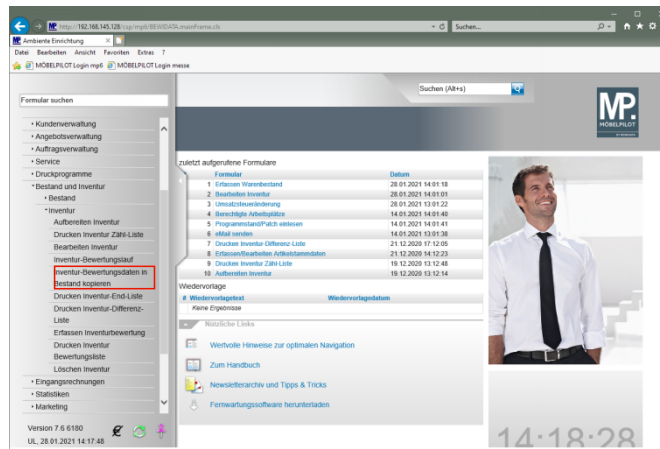 http://192.168.145.128/csp/mp6/BEWIDATA.mainFrame.cls
Suchen...
Ambiente Einrichtung
Datei Bearbeiten Ansicht Favoriten Extras ?
MÖBELPILOT Login mp6 MÖBELPILOT Login messe
Suchen (Alt+s)
Formular suchen
MP.
MÖBELPILOT
Kundenverwaltung
Angebotsverwaltung
Auftragsverwaltung
Service
Druckprogramme
Bestand und Inventur
Bestand
Inventur
Aufbereiten Inventur
Drucken Inventur Zähl-Liste
Bearbeiten Inventur
Inventur-Bewertungslauf
Inventur-Bewertungsdaten in
Bestand kopieren
Drucken Inventur-End-Liste
Drucken Inventur-Differenz-
Liste
Erfassen Inventurbewertung
Drucken Inventur
Bewertungsliste
Löschen Inventur
Eingangsrechnungen
Statistiken
Marketing
Version 7.6 6180
UL, 28.01.2021 14:17:48
zuletzt aufgerufene Formulare
Formular Datum
1 Erfassen Warenbestand 28.01.2021 14:01:18
2 Bearbeiten Inventur 28.01.2021 14:01:01
3 Umsatzsteueränderung 28.01.2021 13:01:22
4 Berechtigte Arbeitsplätze 14.01.2021 14:01:40
5 Programmstand/Patch einlesen 14.01.2021 14:01:41
6 eMail senden 14.01.2021 13:01:38
7 Drucken Inventur-Differenz-Liste 21.12.2020 17:12:05
8 Erfassen/Bearbeiten Artikelstammdaten 21.12.2020 14:12:23
9 Drucken Inventur Zähl-Liste 19.12.2020 13:12:48
10 Aufbereiten Inventur 19.12.2020 13:12:14
Wiedervorlage
# Wiedervorlagetext Wiedervorlagedatum
Keine Ergebnisse
Nützliche Links
Wertvolle Hinweise zur optimalen Navigation
Zum Handbuch
Newsletterarchiv und Tipps & Tricks
Fernwartungssoftware herunterladen
14:18:28